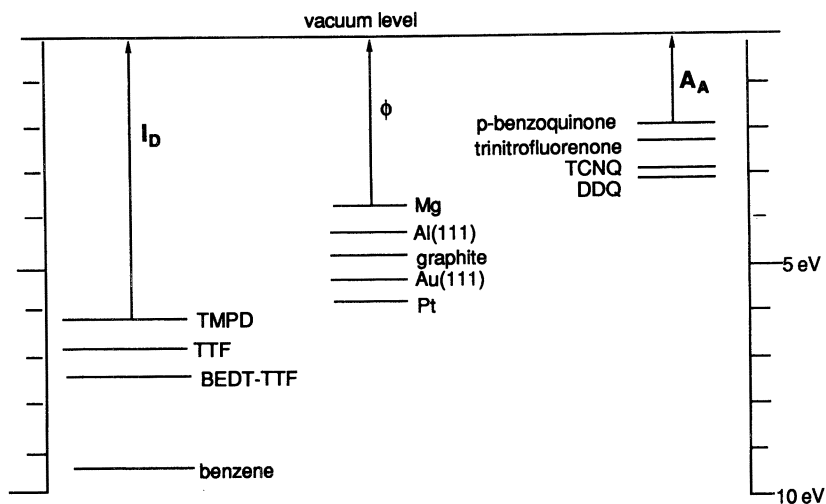 vacuum level
I_D
ϕ
A_A
p-benzoquinone
trinitrofluorenone
TCNQ
DDQ
Mg
Al(111)
graphite
Au(111)
Pt
5 eV
TMPD
TTF
BEDT-TTF
benzene
10 eV